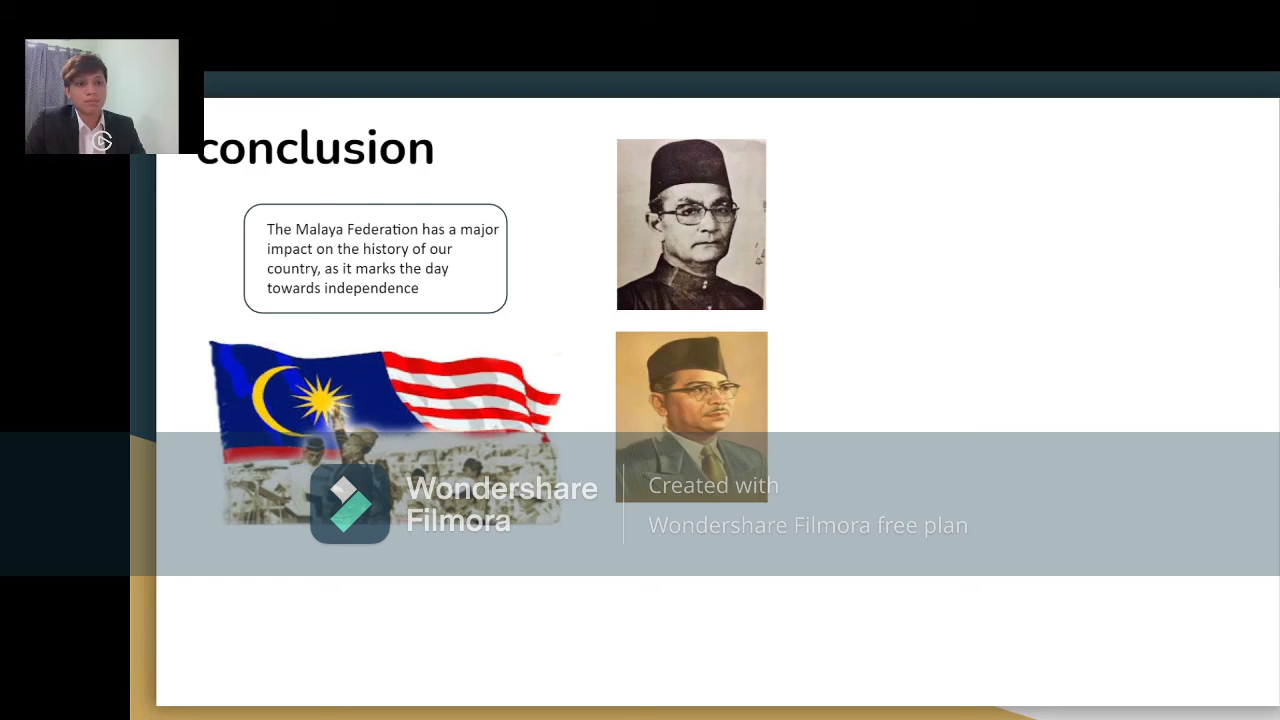 conclusion
The Malaya Federation has a major
impact on the history of our
country, as it marks the day
towards independence
Wondershare
Filmora
Created with
Wondershare Filmora free plan